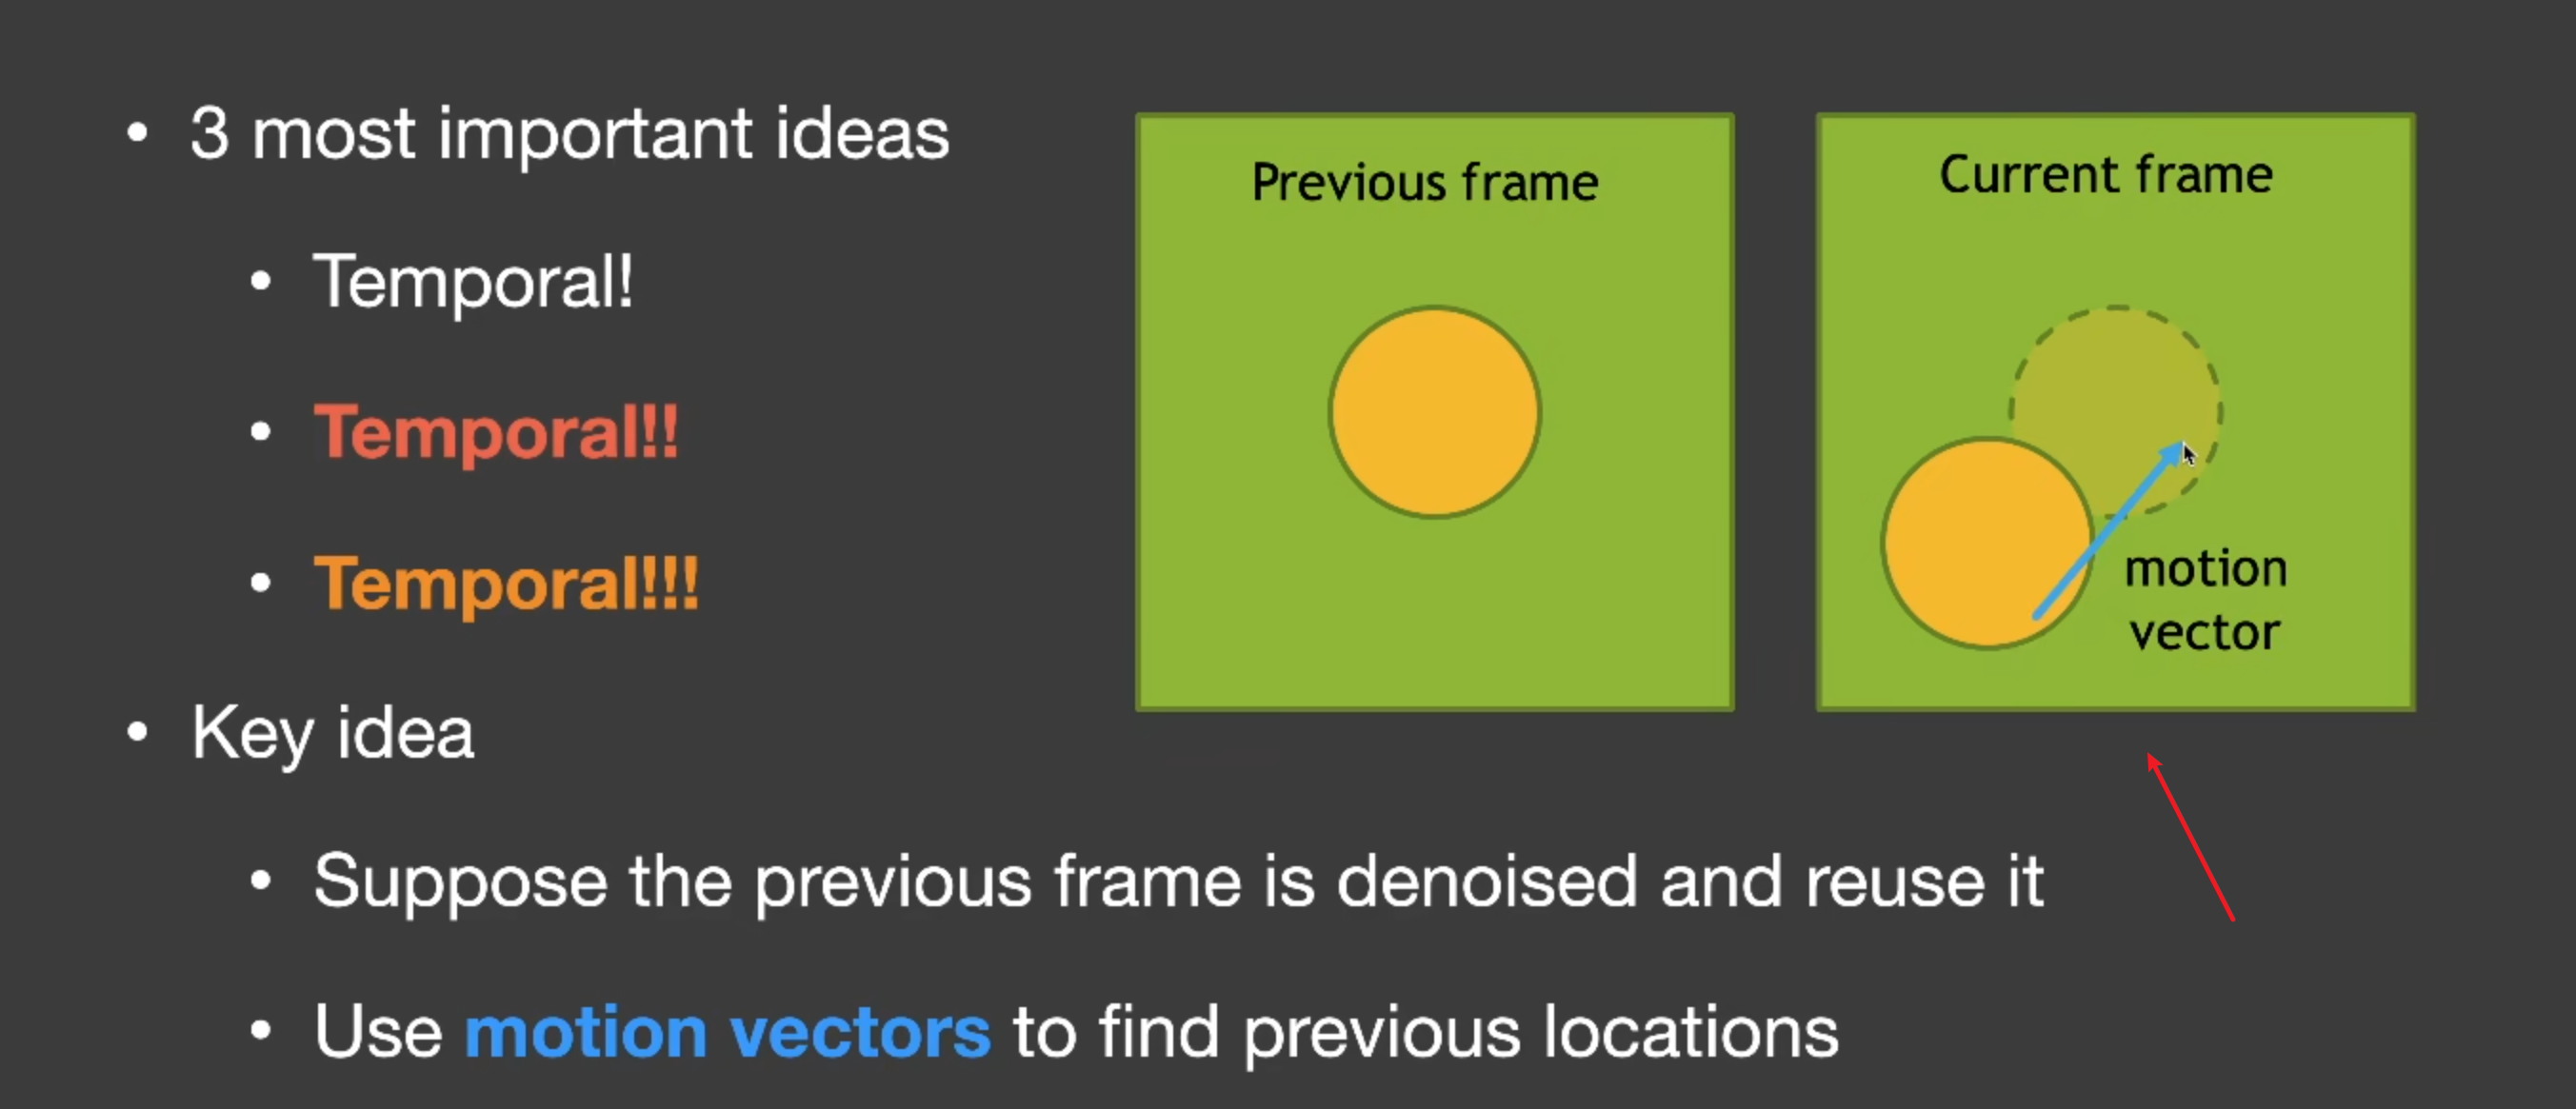 3 most important ideas
Temporal!
Temporal!!
Temporal!!!
Key idea
Suppose the previous frame is denoised and reuse it
Use motion vectors to find previous locations
Previous frame
Current frame
motion
vector